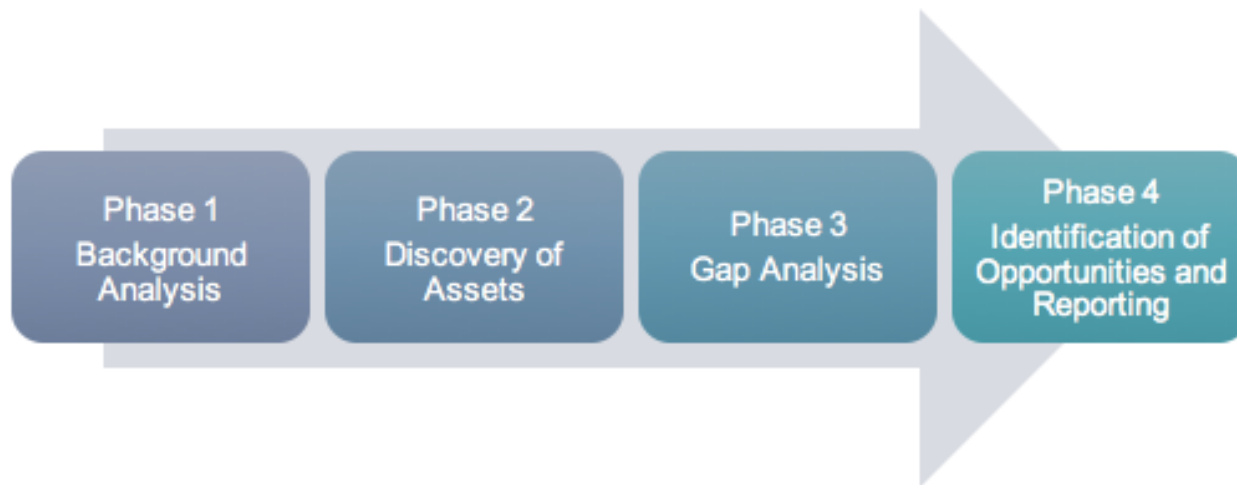 Phase 1
Background
Analysis
Phase 2
Discovery of
Assets
Phase 3
Gap Analysis
Phase 4
Identification of
Opportunities and
Reporting